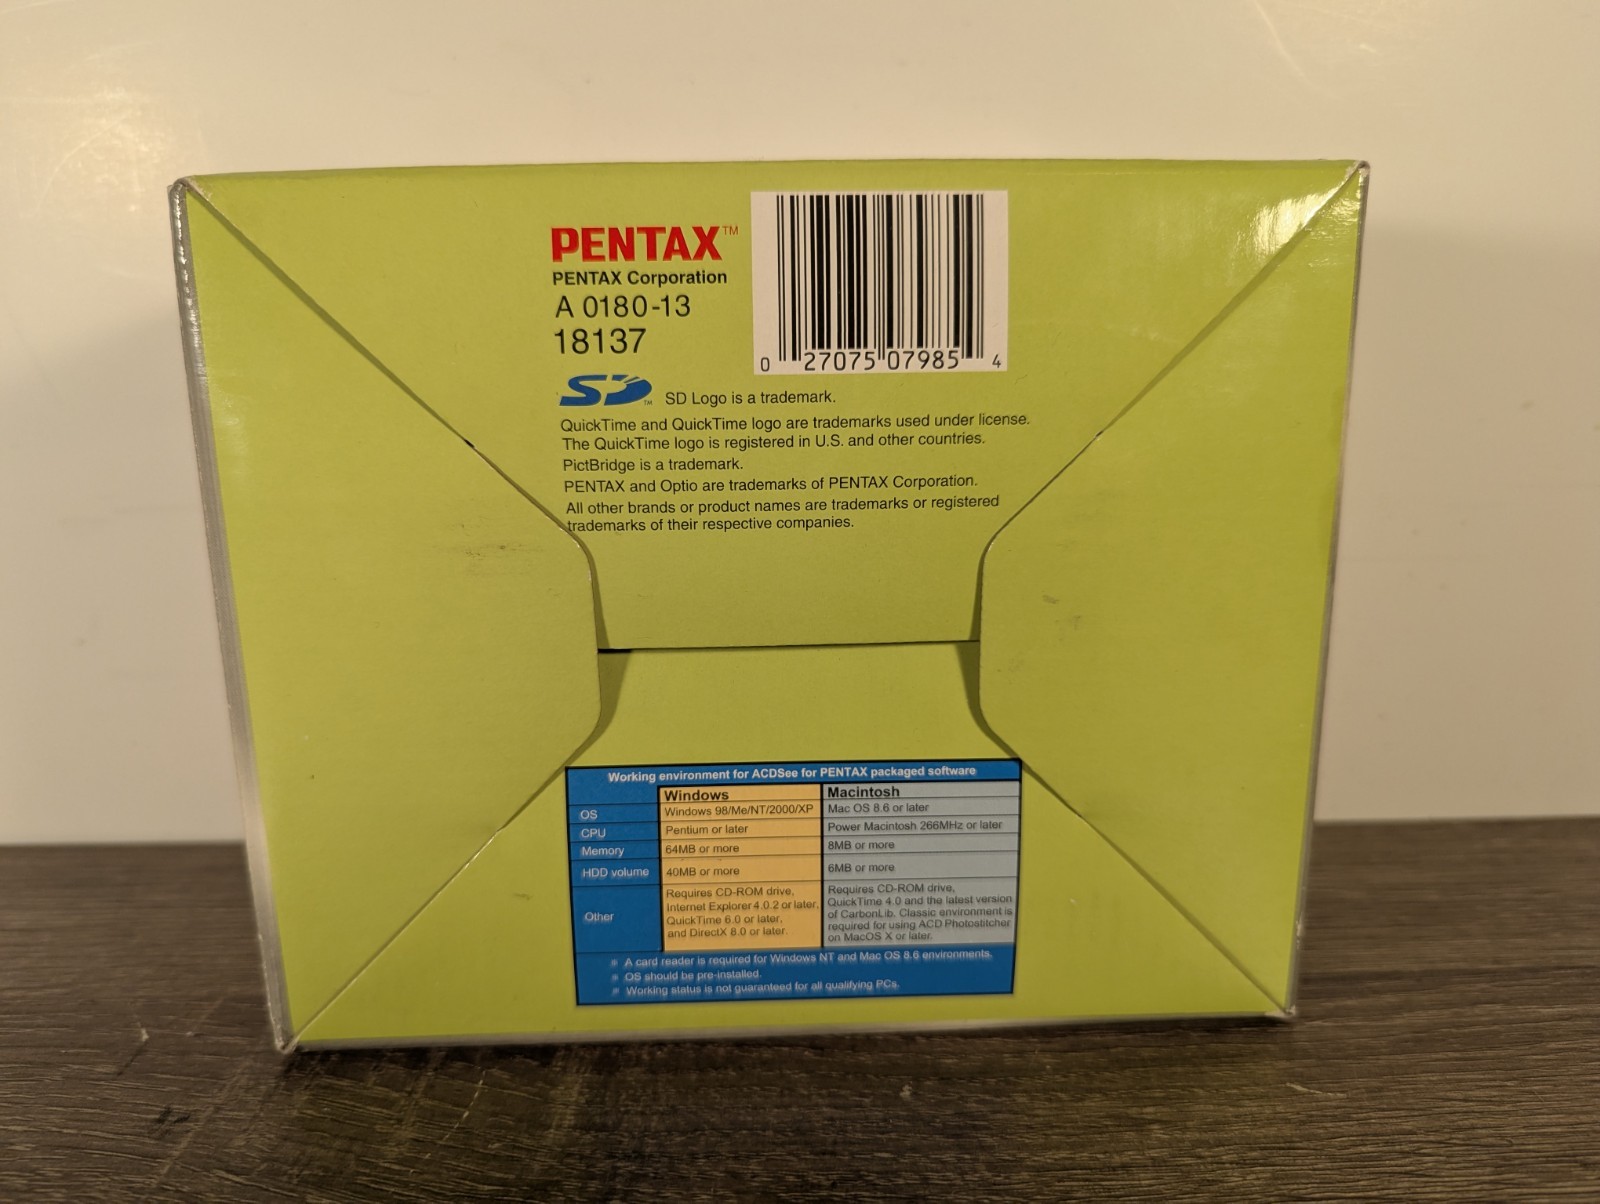 PENTAX™
PENTAX Corporation
A 0180-13
18137
0 27075 07985 4
SD™ SD Logo is a trademark.
QuickTime and QuickTime logo are trademarks used under license.
The QuickTime logo is registered in U.S. and other countries.
PictBridge is a trademark.
PENTAX and Optio are trademarks of PENTAX Corporation.
All other brands or product names are trademarks or registered
trademarks of their respective companies.
Working environment for ACDSee for PENTAX packaged software
Windows Macintosh
OS Windows 98/Me/NT/2000/XP Mac OS 8.6 or later
CPU Pentium or later Power Macintosh 266MHz or later
Memory 64MB or more 8MB or more
HDD volume 40MB or more 6MB or more
Other
Requires CD-ROM drive,
Internet Explorer 4.0.2 or later,
QuickTime 6.0 or later,
and DirectX 8.0 or later.
Requires CD-ROM drive,
QuickTime 4.0 and the latest version
of CarbonLib. Classic environment is
required for using ACD Photostitcher
on MacOS X or later.
※ A card reader is required for Windows NT and Mac OS 8.6 environments.
※ OS should be pre-installed.
※ Working status is not guaranteed for all qualifying PCs.